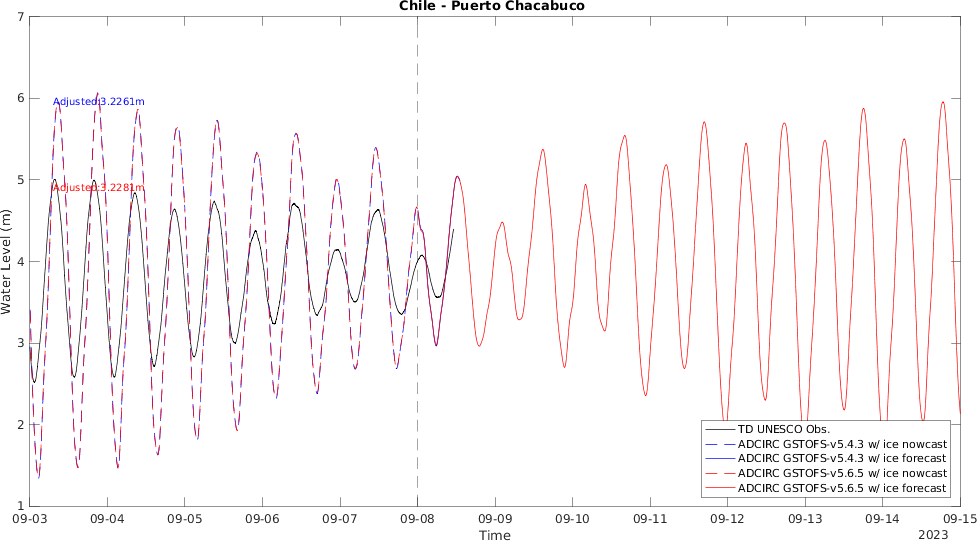 Chile - Puerto Chacabuco
7
6
5
4
3
2
1
Water Level (m)
Adjusted:3.2261m
Adjusted:3.2281m
TD UNESCO Obs.
ADCIRC GSTOFS-v5.4.3 w/ ice nowcast
ADCIRC GSTOFS-v5.4.3 w/ ice forecast
ADCIRC GSTOFS-v5.6.5 w/ ice nowcast
ADCIRC GSTOFS-v5.6.5 w/ ice forecast
09-03 09-04 09-05 09-06 09-07 09-08 09-09 09-10 09-11 09-12 09-13 09-14 09-15
Time
2023